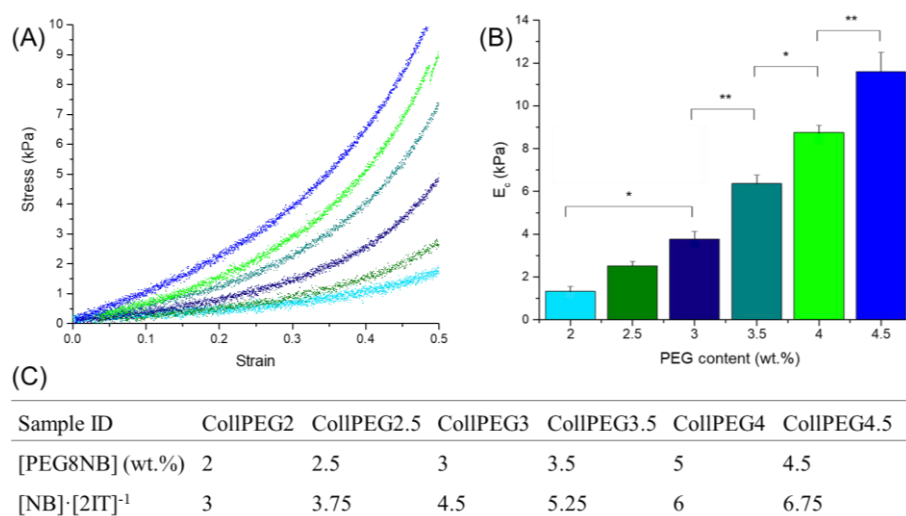 (A)
10
9
8
7
6
5
4
3
2
1
0
Stress (kPa)
0.0 0.1 0.2 0.3 0.4 0.5
Strain
(B)
14
12
10
8
6
4
2
0
E_c (kPa)
* ** * **
2 2.5 3 3.5 4 4.5
PEG content (wt.%)
(C)
Sample ID CollPEG2 CollPEG2.5 CollPEG3 CollPEG3.5 CollPEG4 CollPEG4.5
[PEG8NB] (wt.%) 2 2.5 3 3.5 5 4.5
[NB]·[2IT]⁻¹ 3 3.75 4.5 5.25 6 6.75